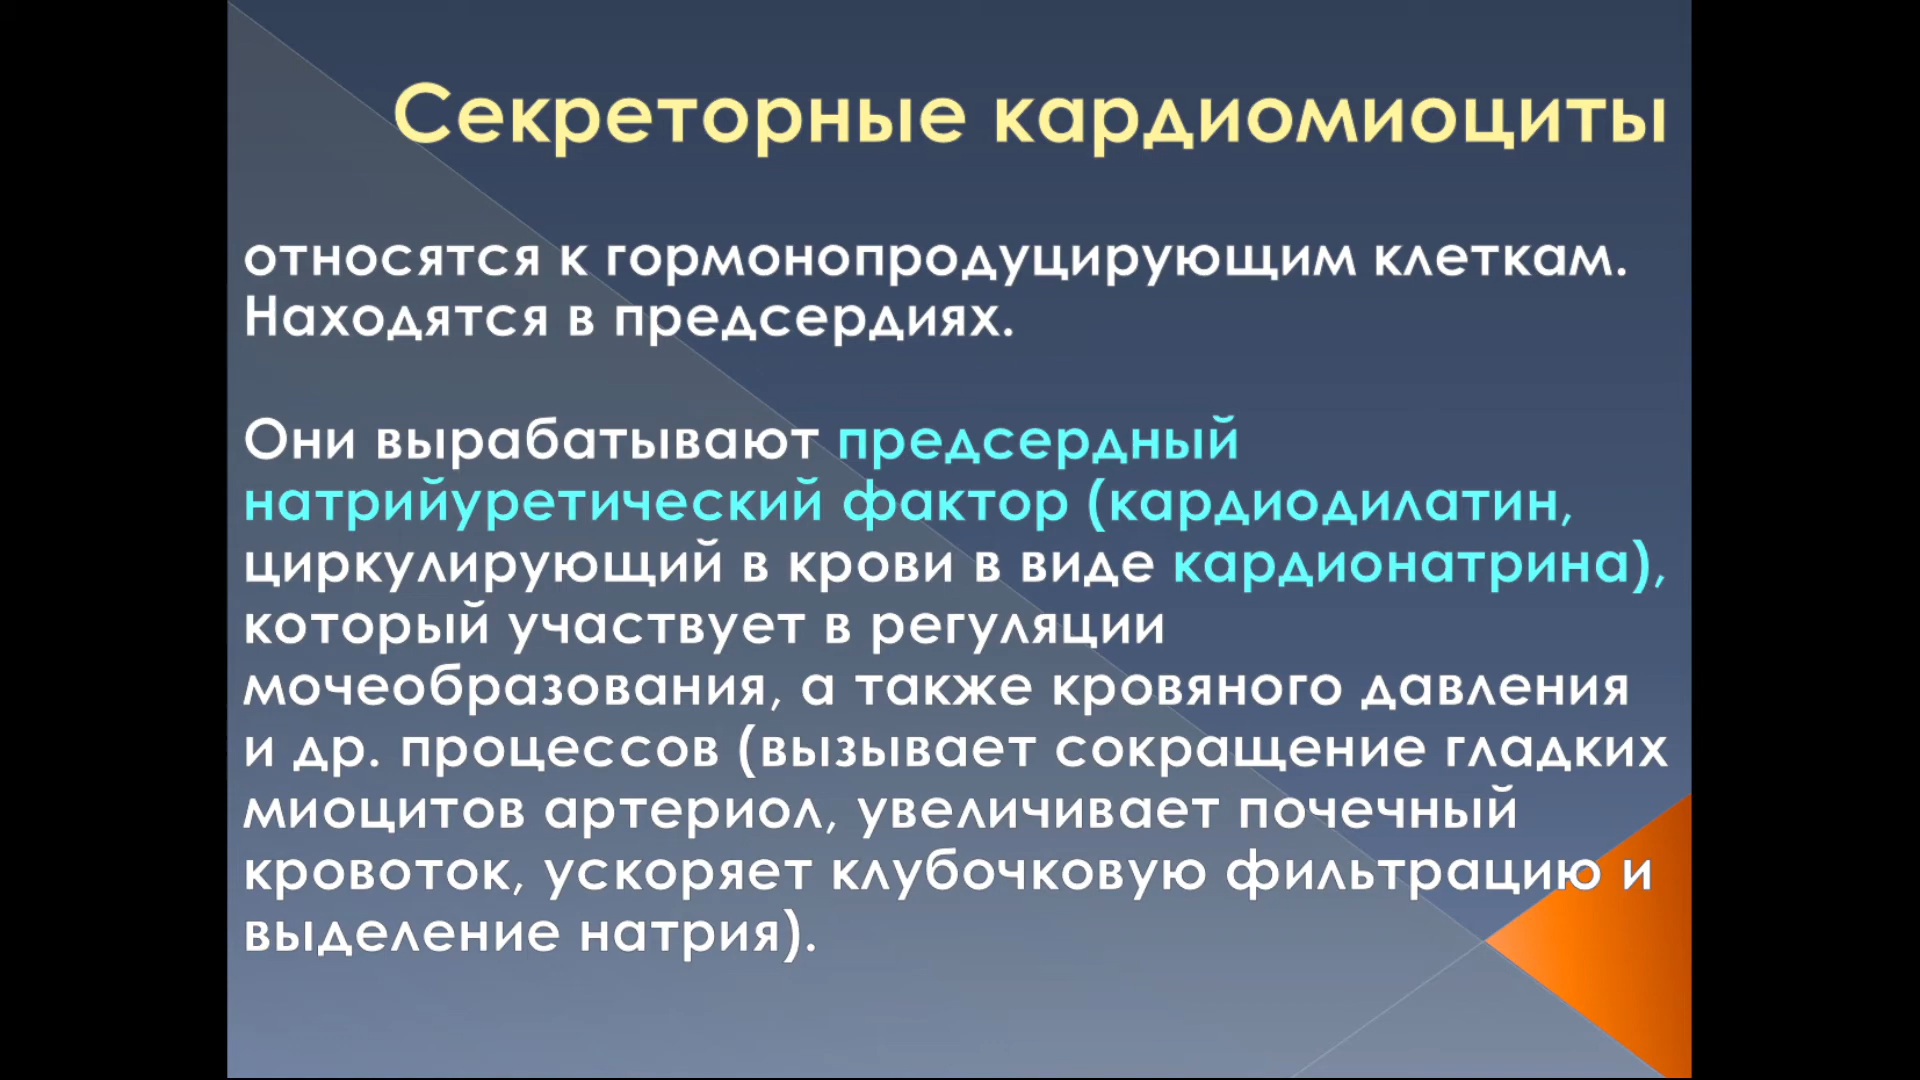 Секреторные кардиомиоциты
относятся к гормонопродуцирующим клеткам.
Находятся в предсердиях.
Они вырабатывают предсердный
натрийуретический фактор (кардиодилатин,
циркулирующий в крови в виде кардионатрина),
который участвует в регуляции
мочеобразования, а также кровяного давления
и др. процессов (вызывает сокращение гладких
миоцитов артериол, увеличивает почечный
кровоток, ускоряет клубочковую фильтрацию и
выделение натрия).